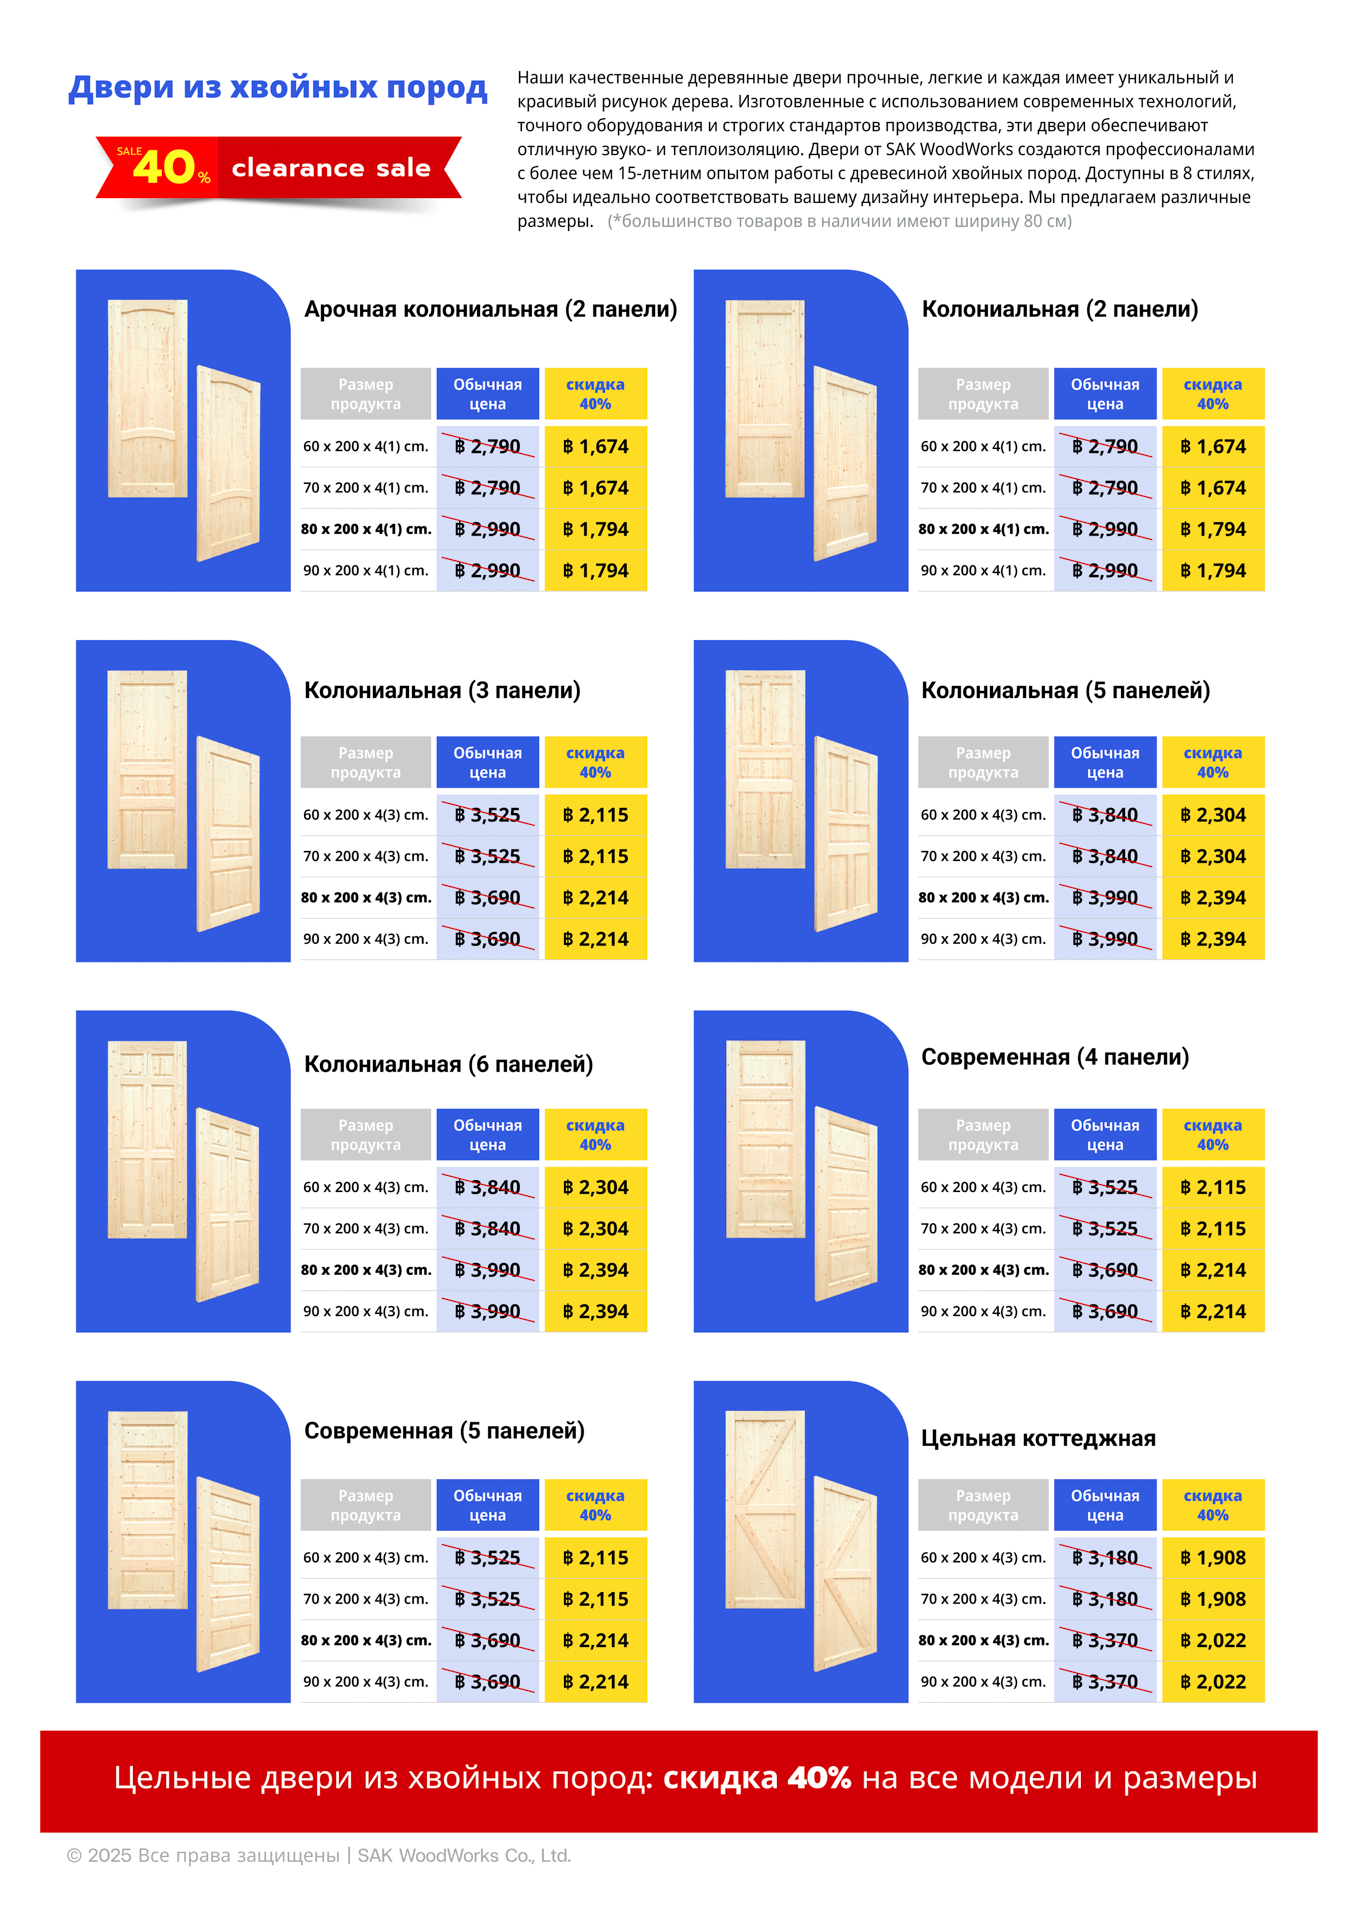 Двери из хвойных пород
SALE 40 % clearance sale
Наши качественные деревянные двери прочные, легкие и каждая имеет уникальный и
красивый рисунок дерева. Изготовленные с использованием современных технологий,
точного оборудования и строгих стандартов производства, эти двери обеспечивают
отличную звуко- и теплоизоляцию. Двери от SAK WoodWorks создаются профессионалами
с более чем 15-летним опытом работы с древесиной хвойных пород. Доступны в 8 стилях,
чтобы идеально соответствовать вашему дизайну интерьера. Мы предлагаем различные
размеры. (*большинство товаров в наличии имеют ширину 80 см)
Арочная колониальная (2 панели)
Размер
продукта
Обычная
цена
скидка
40%
60 x 200 x 4(1) cm. ฿ 2,790 ฿ 1,674
70 x 200 x 4(1) cm. ฿ 2,790 ฿ 1,674
80 x 200 x 4(1) cm. ฿ 2,990 ฿ 1,794
90 x 200 x 4(1) cm. ฿ 2,990 ฿ 1,794
Колониальная (2 панели)
Размер
продукта
Обычная
цена
скидка
40%
60 x 200 x 4(1) cm. ฿ 2,790 ฿ 1,674
70 x 200 x 4(1) cm. ฿ 2,790 ฿ 1,674
80 x 200 x 4(1) cm. ฿ 2,990 ฿ 1,794
90 x 200 x 4(1) cm. ฿ 2,990 ฿ 1,794
Колониальная (3 панели)
Размер
продукта
Обычная
цена
скидка
40%
60 x 200 x 4(3) cm. ฿ 3,525 ฿ 2,115
70 x 200 x 4(3) cm. ฿ 3,525 ฿ 2,115
80 x 200 x 4(3) cm. ฿ 3,690 ฿ 2,214
90 x 200 x 4(3) cm. ฿ 3,690 ฿ 2,214
Колониальная (5 панелей)
Размер
продукта
Обычная
цена
скидка
40%
60 x 200 x 4(3) cm. ฿ 3,840 ฿ 2,304
70 x 200 x 4(3) cm. ฿ 3,840 ฿ 2,304
80 x 200 x 4(3) cm. ฿ 3,990 ฿ 2,394
90 x 200 x 4(3) cm. ฿ 3,990 ฿ 2,394
Колониальная (6 панелей)
Размер
продукта
Обычная
цена
скидка
40%
60 x 200 x 4(3) cm. ฿ 3,840 ฿ 2,304
70 x 200 x 4(3) cm. ฿ 3,840 ฿ 2,304
80 x 200 x 4(3) cm. ฿ 3,990 ฿ 2,394
90 x 200 x 4(3) cm. ฿ 3,990 ฿ 2,394
Современная (4 панели)
Размер
продукта
Обычная
цена
скидка
40%
60 x 200 x 4(3) cm. ฿ 3,525 ฿ 2,115
70 x 200 x 4(3) cm. ฿ 3,525 ฿ 2,115
80 x 200 x 4(3) cm. ฿ 3,690 ฿ 2,214
90 x 200 x 4(3) cm. ฿ 3,690 ฿ 2,214
Современная (5 панелей)
Размер
продукта
Обычная
цена
скидка
40%
60 x 200 x 4(3) cm. ฿ 3,525 ฿ 2,115
70 x 200 x 4(3) cm. ฿ 3,525 ฿ 2,115
80 x 200 x 4(3) cm. ฿ 3,690 ฿ 2,214
90 x 200 x 4(3) cm. ฿ 3,690 ฿ 2,214
Цельная коттеджная
Размер
продукта
Обычная
цена
скидка
40%
60 x 200 x 4(3) cm. ฿ 3,180 ฿ 1,908
70 x 200 x 4(3) cm. ฿ 3,180 ฿ 1,908
80 x 200 x 4(3) cm. ฿ 3,370 ฿ 2,022
90 x 200 x 4(3) cm. ฿ 3,370 ฿ 2,022
Цельные двери из хвойных пород: скидка 40% на все модели и размеры
© 2025 Все права защищены | SAK WoodWorks Co., Ltd.